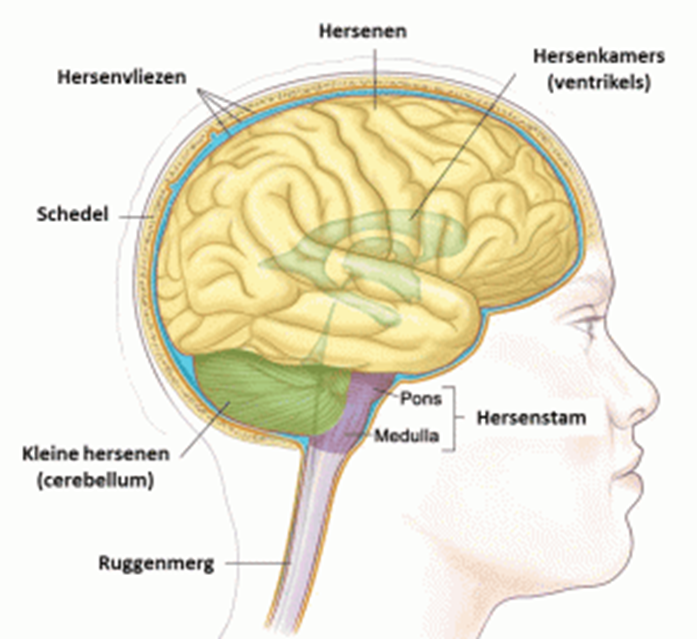 Hersenen
Hersenkamers
(ventrikels)
Hersenvliezen
Schedel
Pons
Hersenstam
Medulla
Kleine hersenen
(cerebellum)
Ruggenmerg